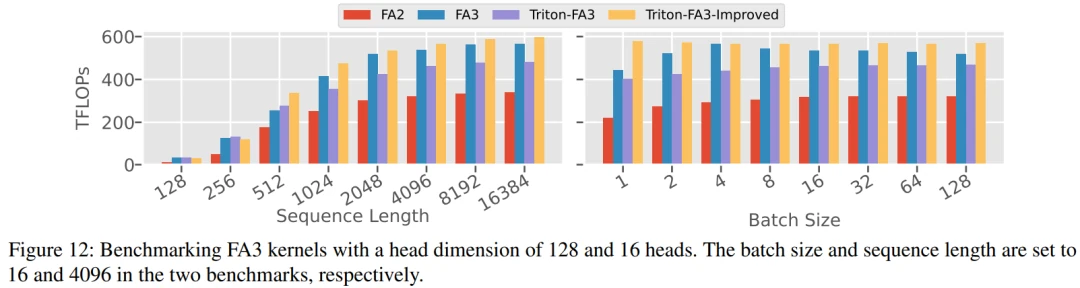 FA2 FA3 Triton-FA3 Triton-FA3-Improved
600
400
200
0
TFLOPs
128 256 512 1024 2048 4096 8192 16384
Sequence Length
1 2 4 8 16 32 64 128
Batch Size
Figure 12: Benchmarking FA3 kernels with a head dimension of 128 and 16 heads. The batch size and sequence length are set to
16 and 4096 in the two benchmarks, respectively.